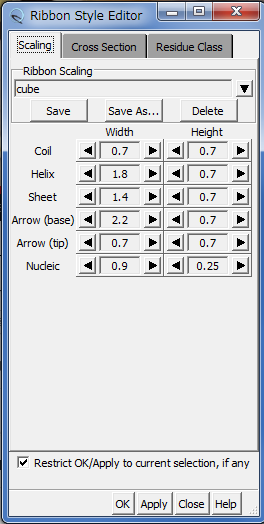 Ribbon Style Editor
Scaling Cross Section Residue Class
Ribbon Scaling
cube
Save Save As... Delete
Width Height
Coil 0.7 0.7
Helix 1.8 0.7
Sheet 1.4 0.7
Arrow (base) 2.2 0.7
Arrow (tip) 0.7 0.7
Nucleic 0.9 0.25
Restrict OK/Apply to current selection, if any
OK Apply Close Help